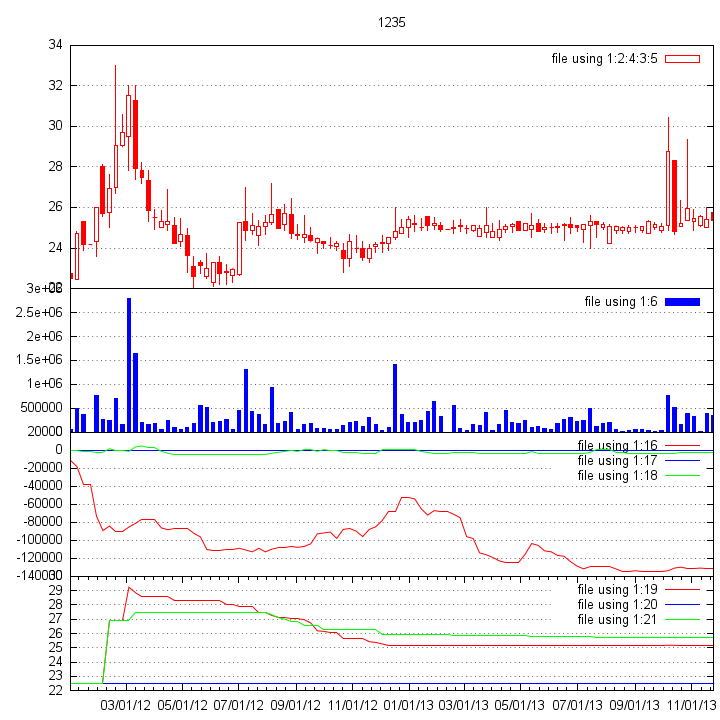 1235
34
file using 1:2:4:3:5
32
30
28
26
24
22
3e+06
file using 1:6
2.5e+06
2e+06
1.5e+06
1e+06
500000
0
20000
file using 1:16
0
file using 1:17
-20000
file using 1:18
-40000
-60000
-80000
-100000
-120000
-140000
30
file using 1:19
29
28
file using 1:20
27
file using 1:21
26
25
24
23
22
03/01/12 05/01/12 07/01/12 09/01/12 11/01/12 01/01/13 03/01/13 05/01/13 07/01/13 09/01/13 11/01/13